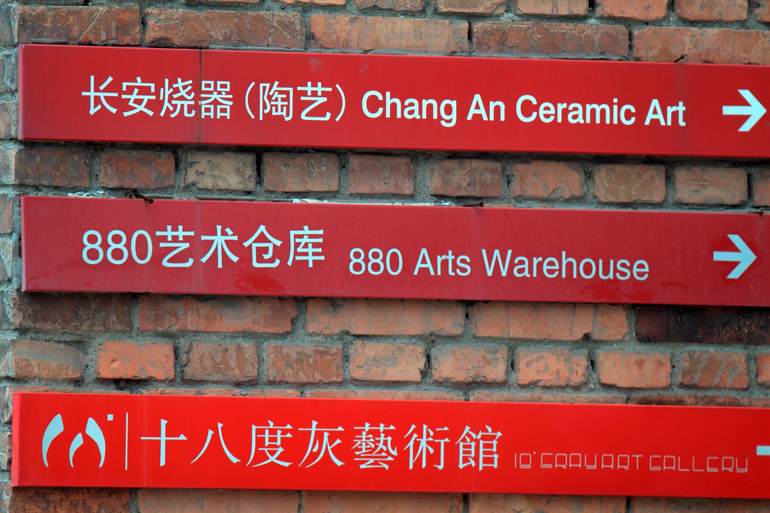 长安烧器(陶艺) Chang An Ceramic Art
880艺术仓库 880 Arts Warehouse
十八度灰藝術館 18° GRAY ART GALLERY